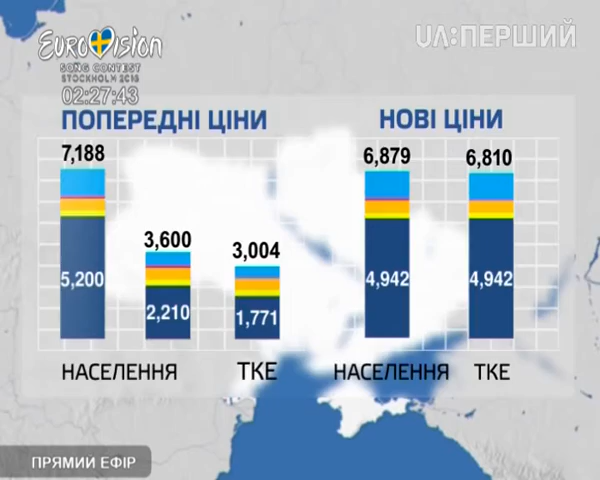 EUROVISION
SONG CONTEST
STOCKHOLM 2016
UA:ПЕРШИЙ
02:27:43
ПОПЕРЕДНІ ЦІНИ
НОВІ ЦІНИ
7,188
3,600
3,004
6,879
6,810
5,200
2,210
1,771
4,942
4,942
НАСЕЛЕННЯ
ТКЕ
НАСЕЛЕННЯ
ТКЕ
ПРЯМИЙ ЕФІР